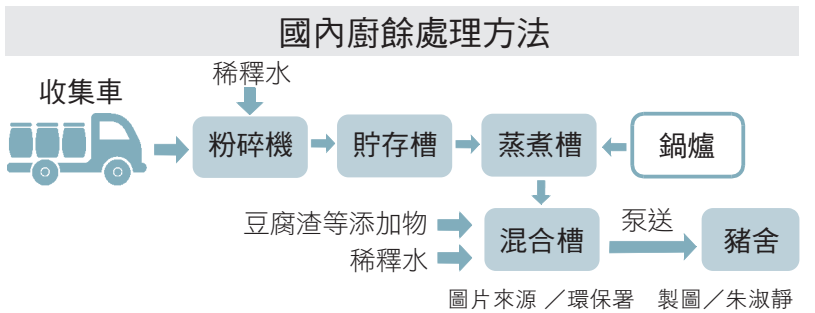 國內廚餘處理方法
稀釋水
收集車
粉碎機
貯存槽
蒸煮槽
鍋爐
豆腐渣等添加物
稀釋水
混合槽
泵送
豬舍
圖片來源／環保署 製圖／朱淑靜